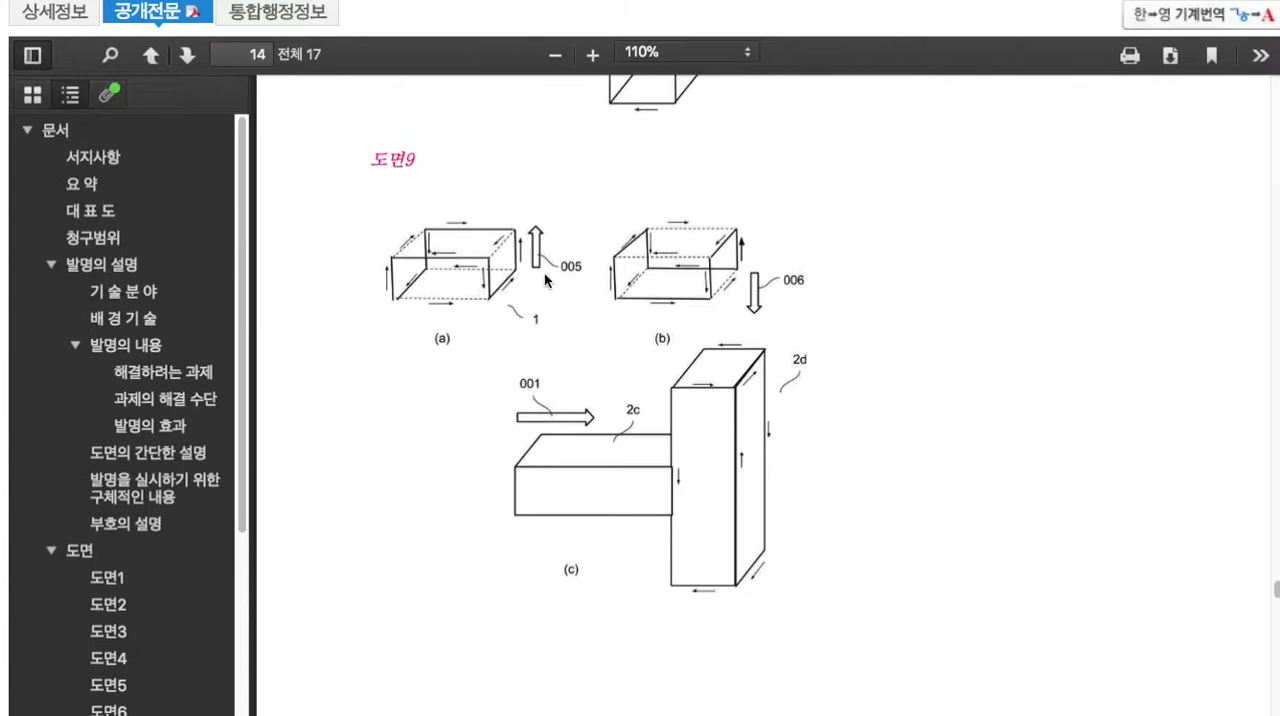 상세정보 공개전문 통합행정정보 한➡영 기계번역
14 전체 17 110%
문서
서지사항
요 약
대 표 도
청구범위
발명의 설명
기 술 분 야
배 경 기 술
발명의 내용
해결하려는 과제
과제의 해결 수단
발명의 효과
도면의 간단한 설명
발명을 실시하기 위한
구체적인 내용
부호의 설명
도면
도면1
도면2
도면3
도면4
도면5
도면6
도면9
005
006
1
(a)
(b)
2d
001
2c
(c)